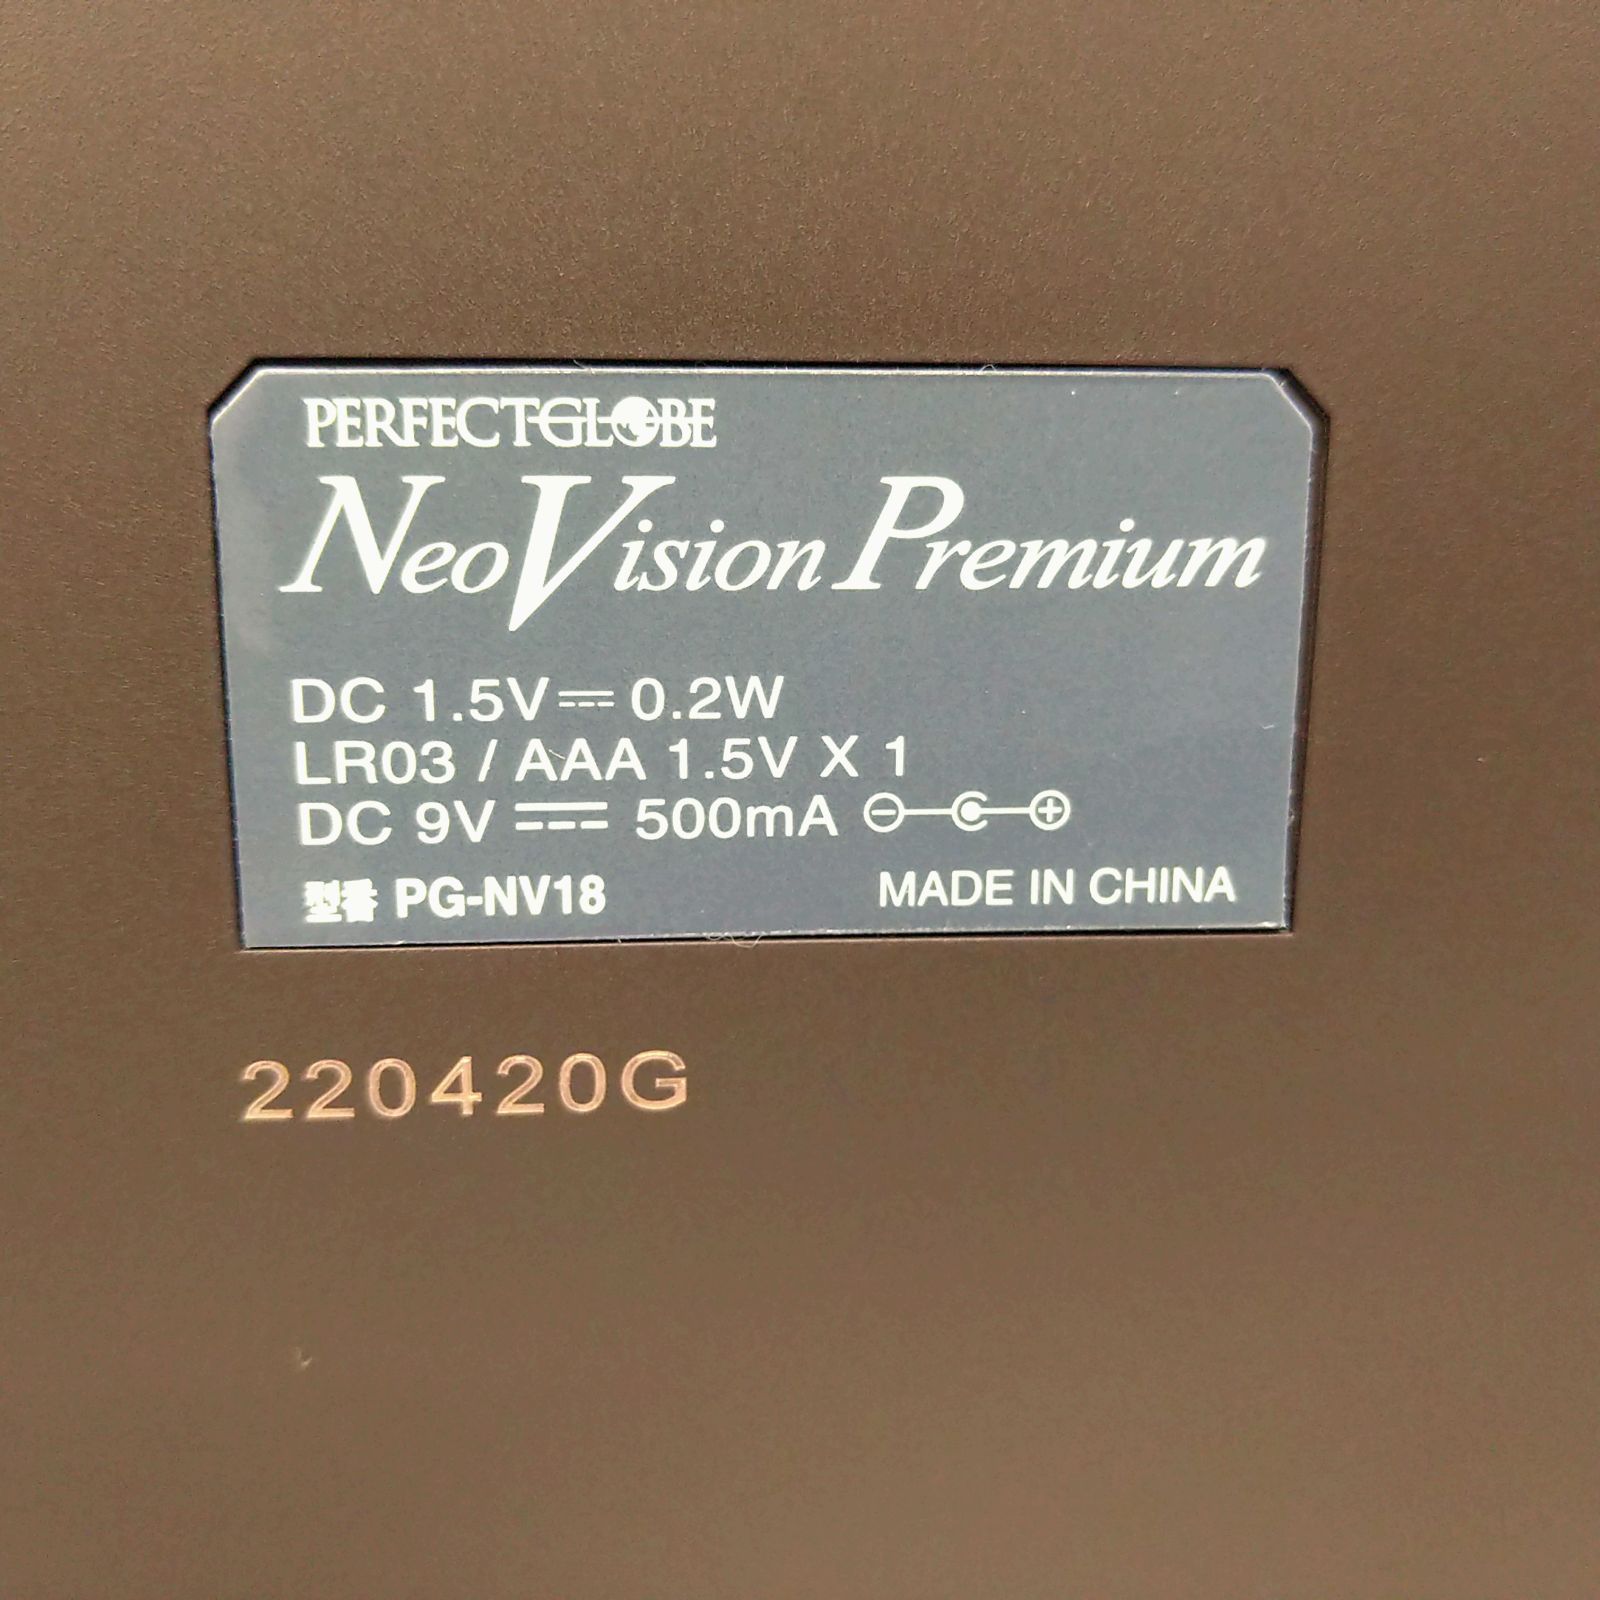 PERFECTGLOBE
NeoVision Premium
DC 1.5V⎓0.2W
LR03 / AAA 1.5V X 1
DC 9V ⎓ 500mA ⊖—⊕
型番 PG-NV18
MADE IN CHINA
220420G